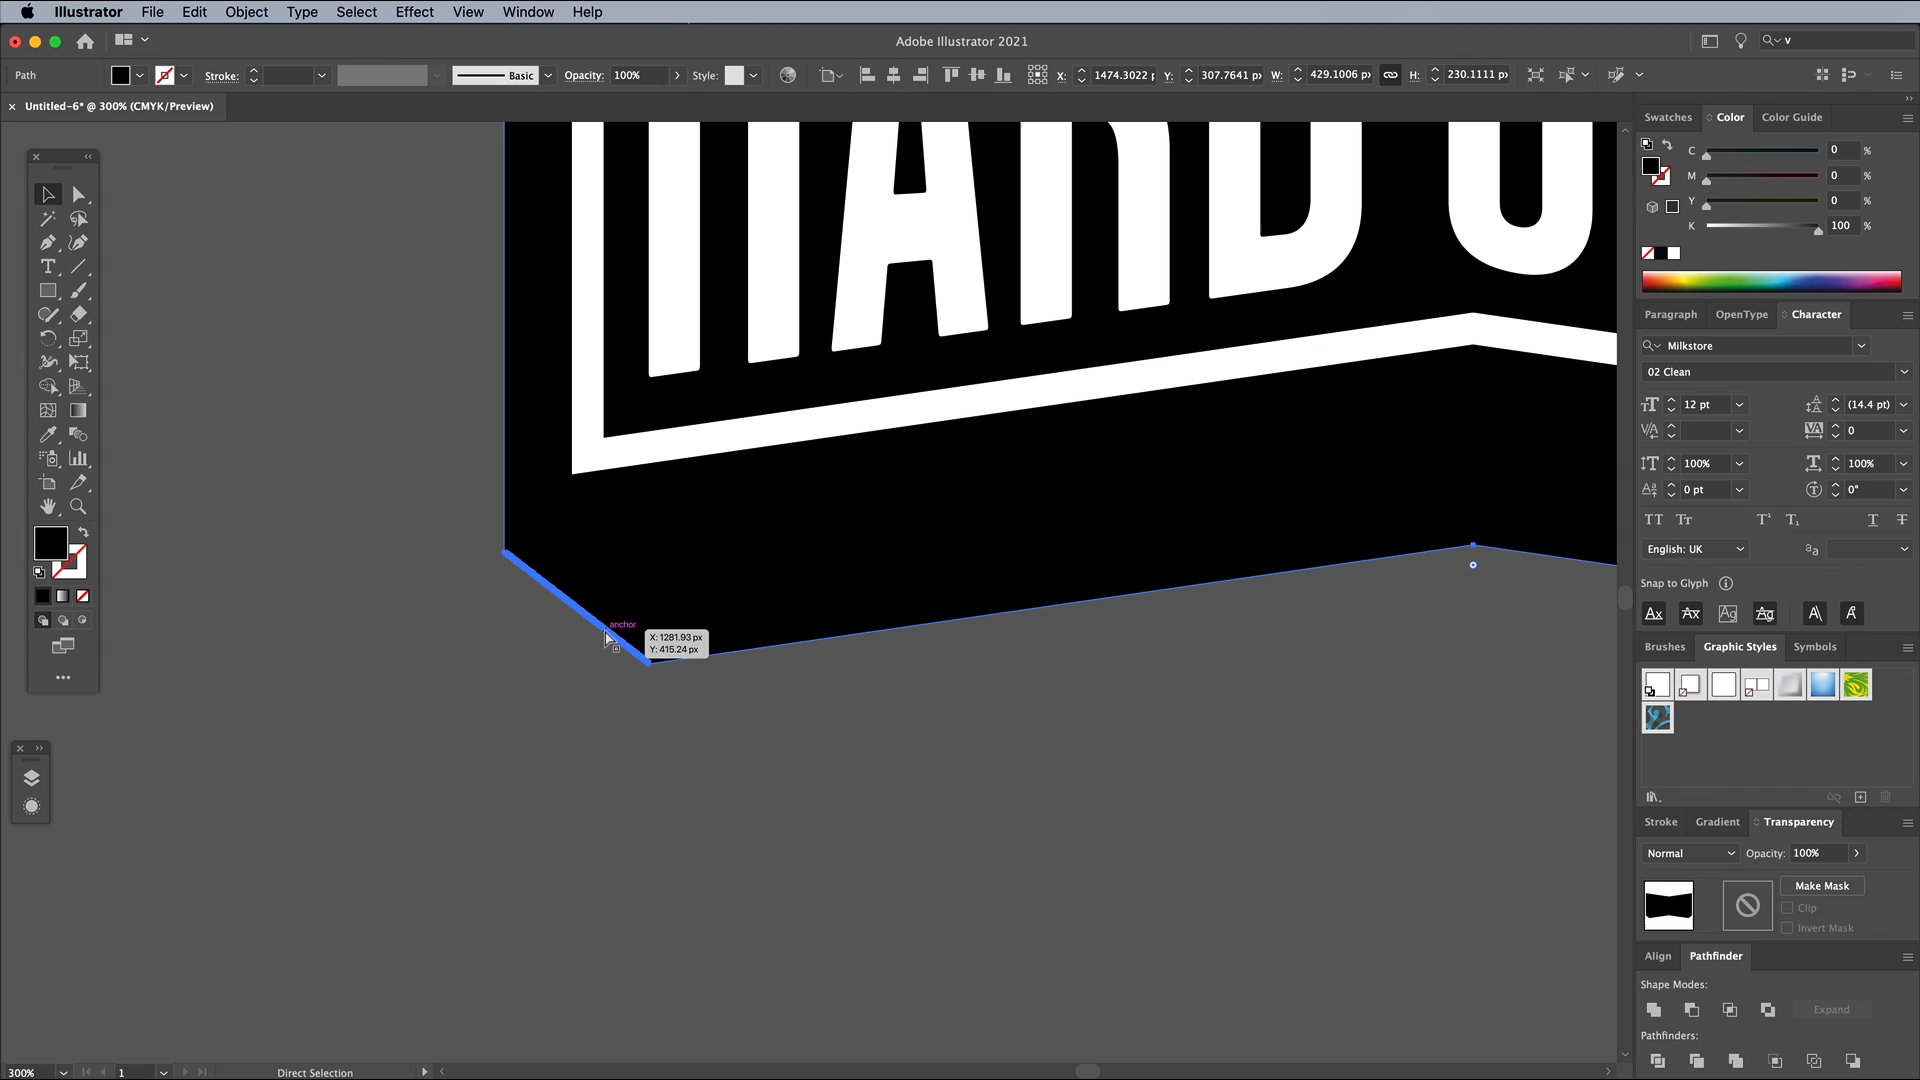 Illustrator File Edit Object Type Select Effect View Window Help
Adobe Illustrator 2021
v
Path Stroke: Basic Opacity: 100% Style: X: 1474.3022 p Y: 307.7641 p W: 429.1006 p H: 230.1111 px
Untitled-6* @ 300% (CMYK/Preview)
Swatches Color Color Guide
C 0 %
M 0 %
Y 0 %
K 100 %
Paragraph OpenType Character
Milkstore
02 Clean
12 pt (14.4 pt)
0
100% 100%
0 pt 0°
English: UK
Snap to Glyph
Brushes Graphic Styles Symbols
Stroke Gradient Transparency
Normal Opacity: 100%
Make Mask
Clip
Invert Mask
Align Pathfinder
Shape Modes:
Expand
Pathfinders:
HARD
anchor
X: 1281.93 px
Y: 415.24 px
300% 1 Direct Selection